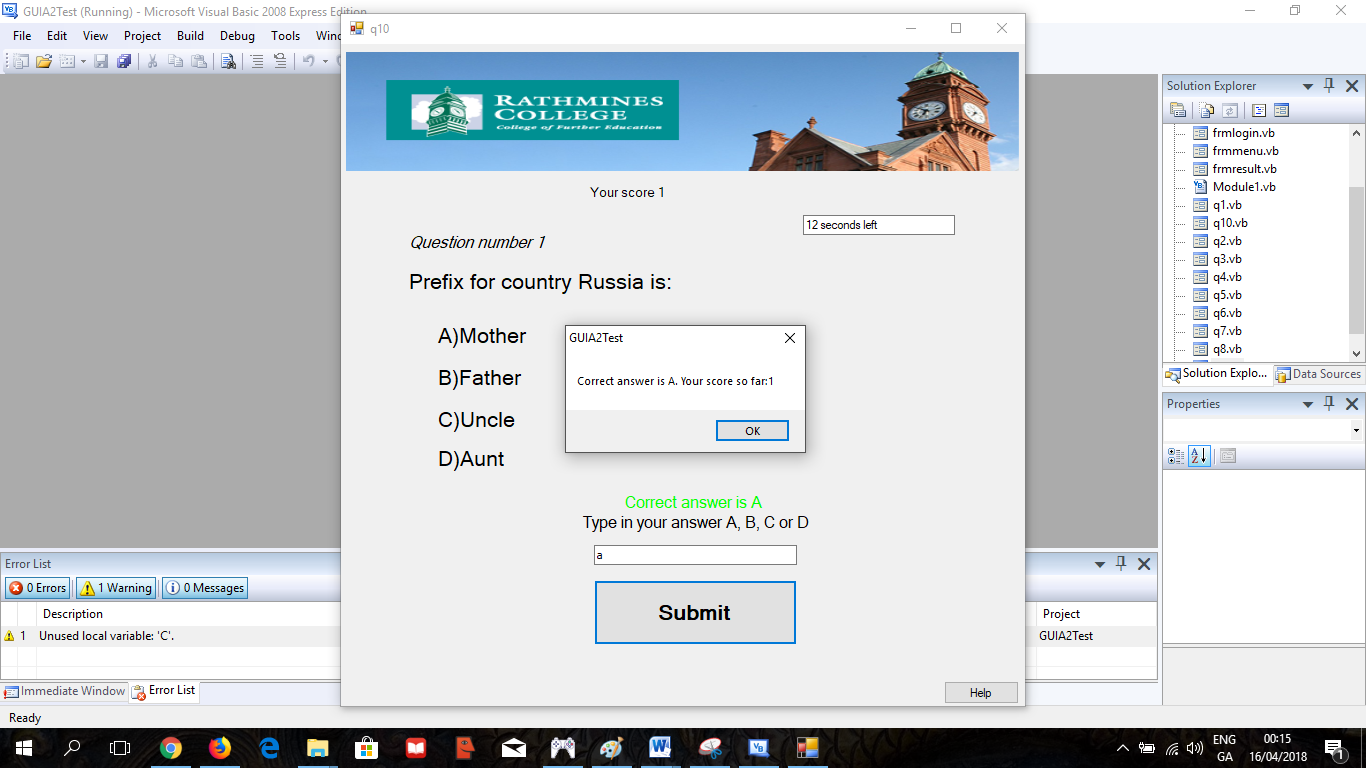 GUIA2Test (Running) - Microsoft Visual Basic 2008 Express Edition
File Edit View Project Build Debug Tools Wind
q10
RATHMINES
COLLEGE
College of Further Education
Your score 1
12 seconds left
Question number 1
Prefix for country Russia is:
A)Mother
B)Father
C)Uncle
D)Aunt
GUIA2Test
Correct answer is A. Your score so far:1
OK
Correct answer is A
Type in your answer A, B, C or D
a
Submit
Help
Solution Explorer
frmlogin.vb
frmmenu.vb
frmresult.vb
Module1.vb
q1.vb
q10.vb
q2.vb
q3.vb
q4.vb
q5.vb
q6.vb
q7.vb
q8.vb
Solution Explo... Data Sources
Properties
Error List
0 Errors 1 Warning 0 Messages
Description Project
1 Unused local variable: 'C'. GUIA2Test
Immediate Window Error List
Ready
ENG 00:15
GA 16/04/2018 1